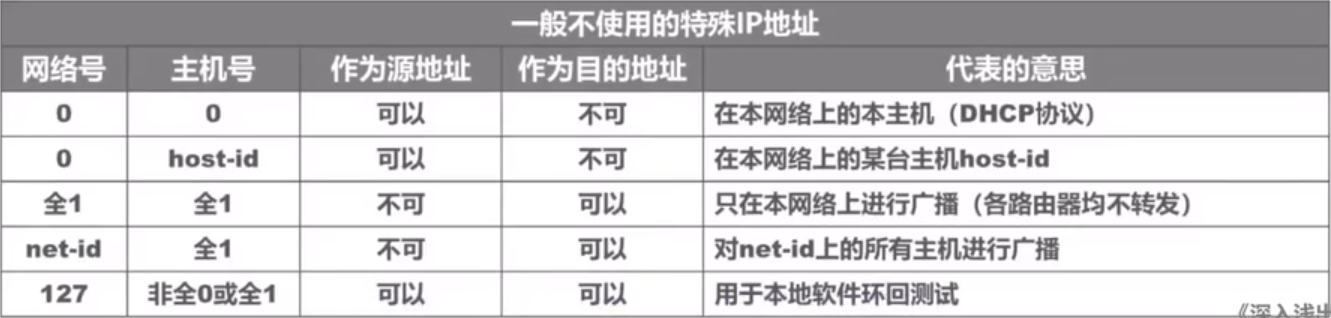 一般不使用的特殊IP地址
网络号 主机号 作为源地址 作为目的地址 代表的意思
0 0 可以 不可 在本网络上的本主机（DHCP协议）
0 host-id 可以 不可 在本网络上的某台主机host-id
全1 全1 不可 可以 只在本网络上进行广播（各路由器均不转发）
net-id 全1 不可 可以 对net-id上的所有主机进行广播
127 非全0或全1 可以 可以 用于本地软件环回测试
《深入浅出